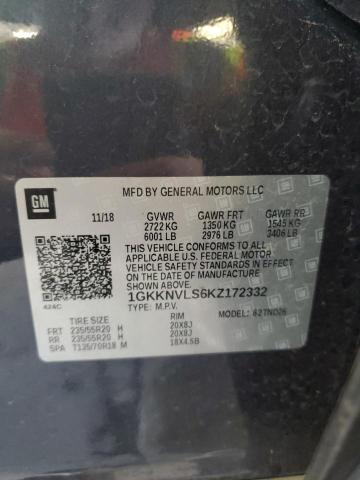 GM
MFD BY GENERAL MOTORS LLC
11/18 GVWR GAWR FRT GAWR RR
2722 KG 1350 KG 1545 KG
6001 LB 2976 LB 3406 LB
THIS VEHICLE CONFORMS TO ALL
APPLICABLE U.S. FEDERAL MOTOR
VEHICLE SAFETY STANDARDS IN EFFECT
ON THE DATE OF MANUFACTURE
SHOWN ABOVE.
1GKKNVLS6KZ172332
424C
TYPE: M.P.V. MODEL: 62TND26
TIRE SIZE RIM
FRT 235/55R20 H 20X8J
RR 235/55R20 H 20X8J
SPA T135/70R18 M 18X4.5B